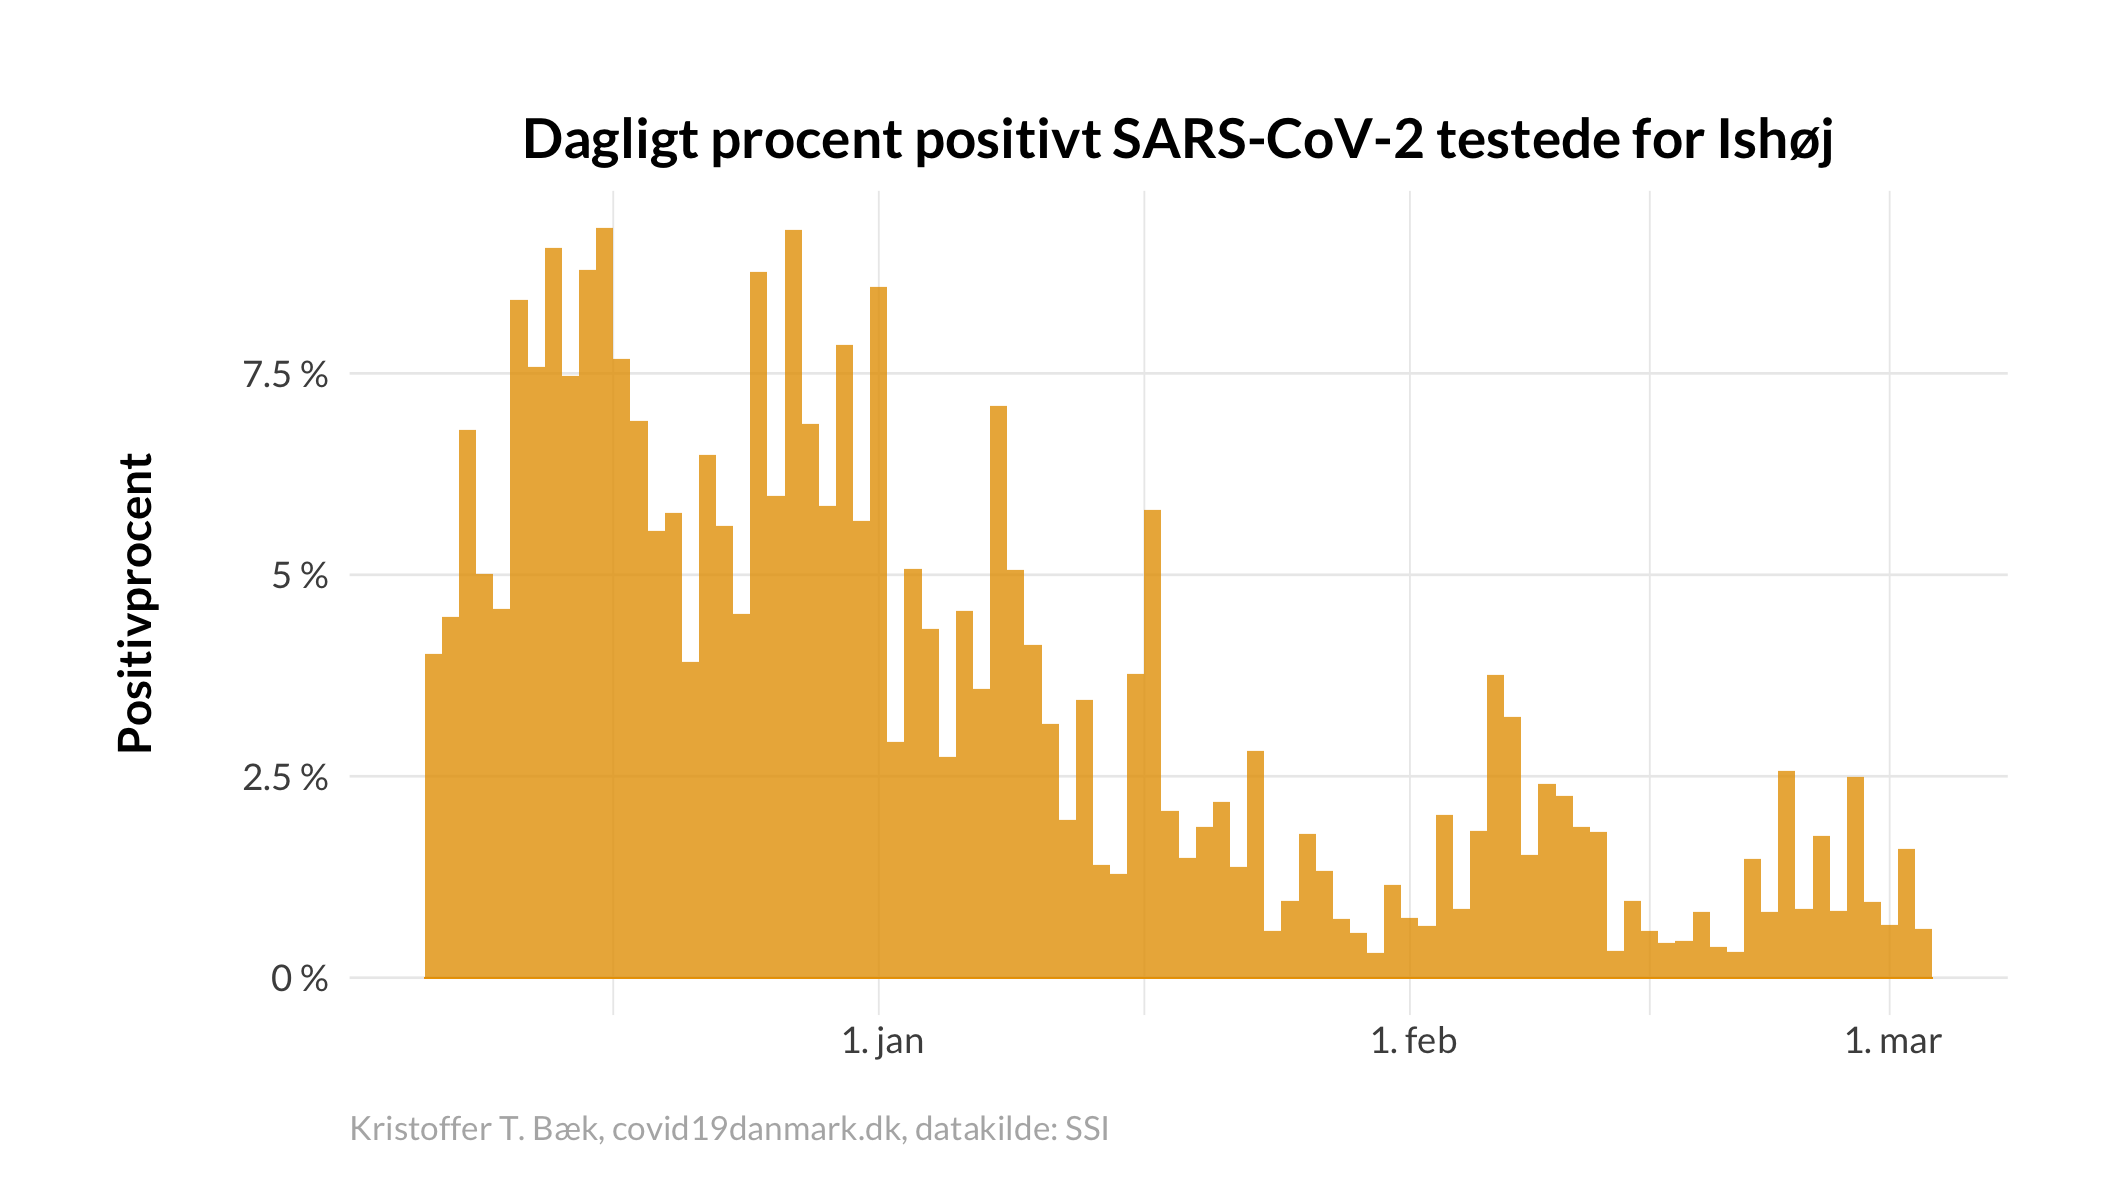 Dagligt procent positivt SARS-CoV-2 testede for Ishøj
Positivprocent
7.5 %
5 %
2.5 %
0 %
1. jan
1. feb
1. mar
Kristoffer T. Bæk, covid19danmark.dk, datakilde: SSI